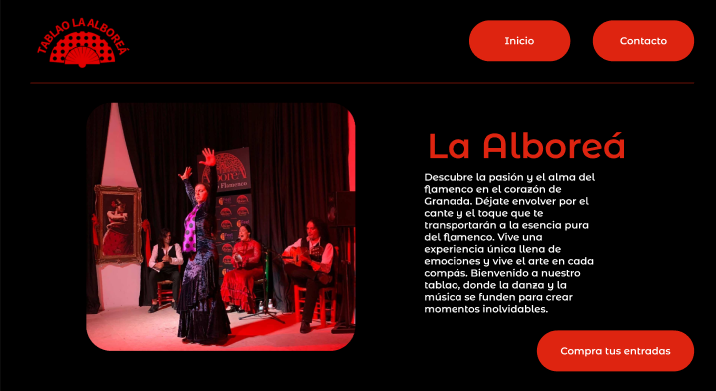 TABLAO LA ALBOREÁ
Inicio
Contacto
La Alboreá
Descubre la pasión y el alma del
flamenco en el corazón de
Granada. Déjate envolver por el
cante y el toque que te
transportarán a la esencia pura
del flamenco. Vive una
experiencia única llena de
emociones y vive el arte en cada
compás. Bienvenido a nuestro
tablao, donde la danza y la
música se funden para crear
momentos inolvidables.
Compra tus entradas